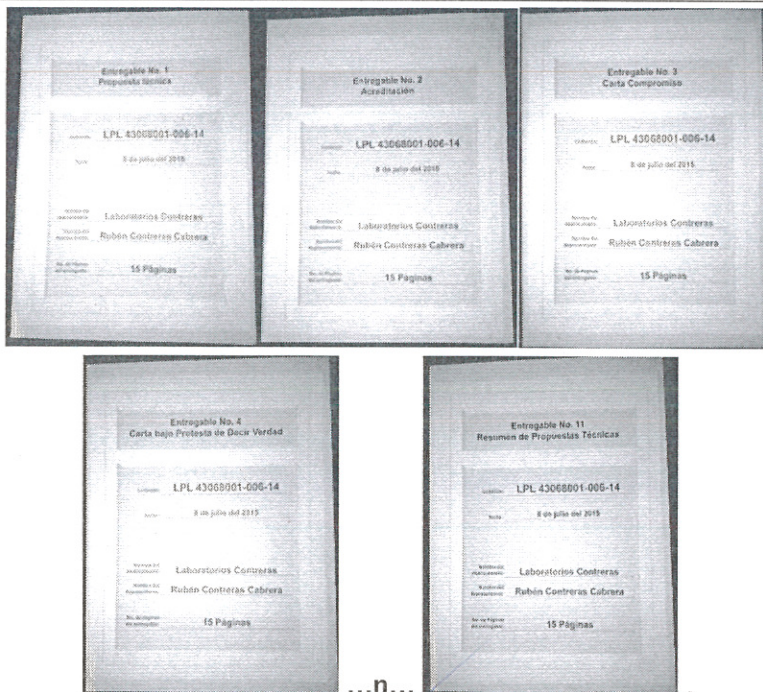 Entregable No. 1
Propuesta técnica
Licitación: LPL 43068001-006-14
Fecha: 8 de julio del 2015
Laboratorios Contreras
Rubén Contreras Cabrera
15 Páginas
Entregable No. 2
Acreditación
LPL 43068001-006-14
Fecha: 8 de julio del 2015
Laboratorios Contreras
Rubén Contreras Cabrera
15 Páginas
Entregable No. 3
Carta Compromiso
LPL 43068001-006-14
Fecha: 8 de julio del 2015
Laboratorios Contreras
Rubén Contreras Cabrera
15 Páginas
Entregable No. 4
Carta bajo Protesta de Decir Verdad
LPL 43068001-006-14
8 de julio del 2015
Laboratorios Contreras
Rubén Contreras Cabrera
15 Páginas
Entregable No. 11
Resumen de Propuestas Técnicas
LPL 43068001-006-14
8 de julio del 2015
Laboratorios Contreras
Rubén Contreras Cabrera
15 Páginas
...n...